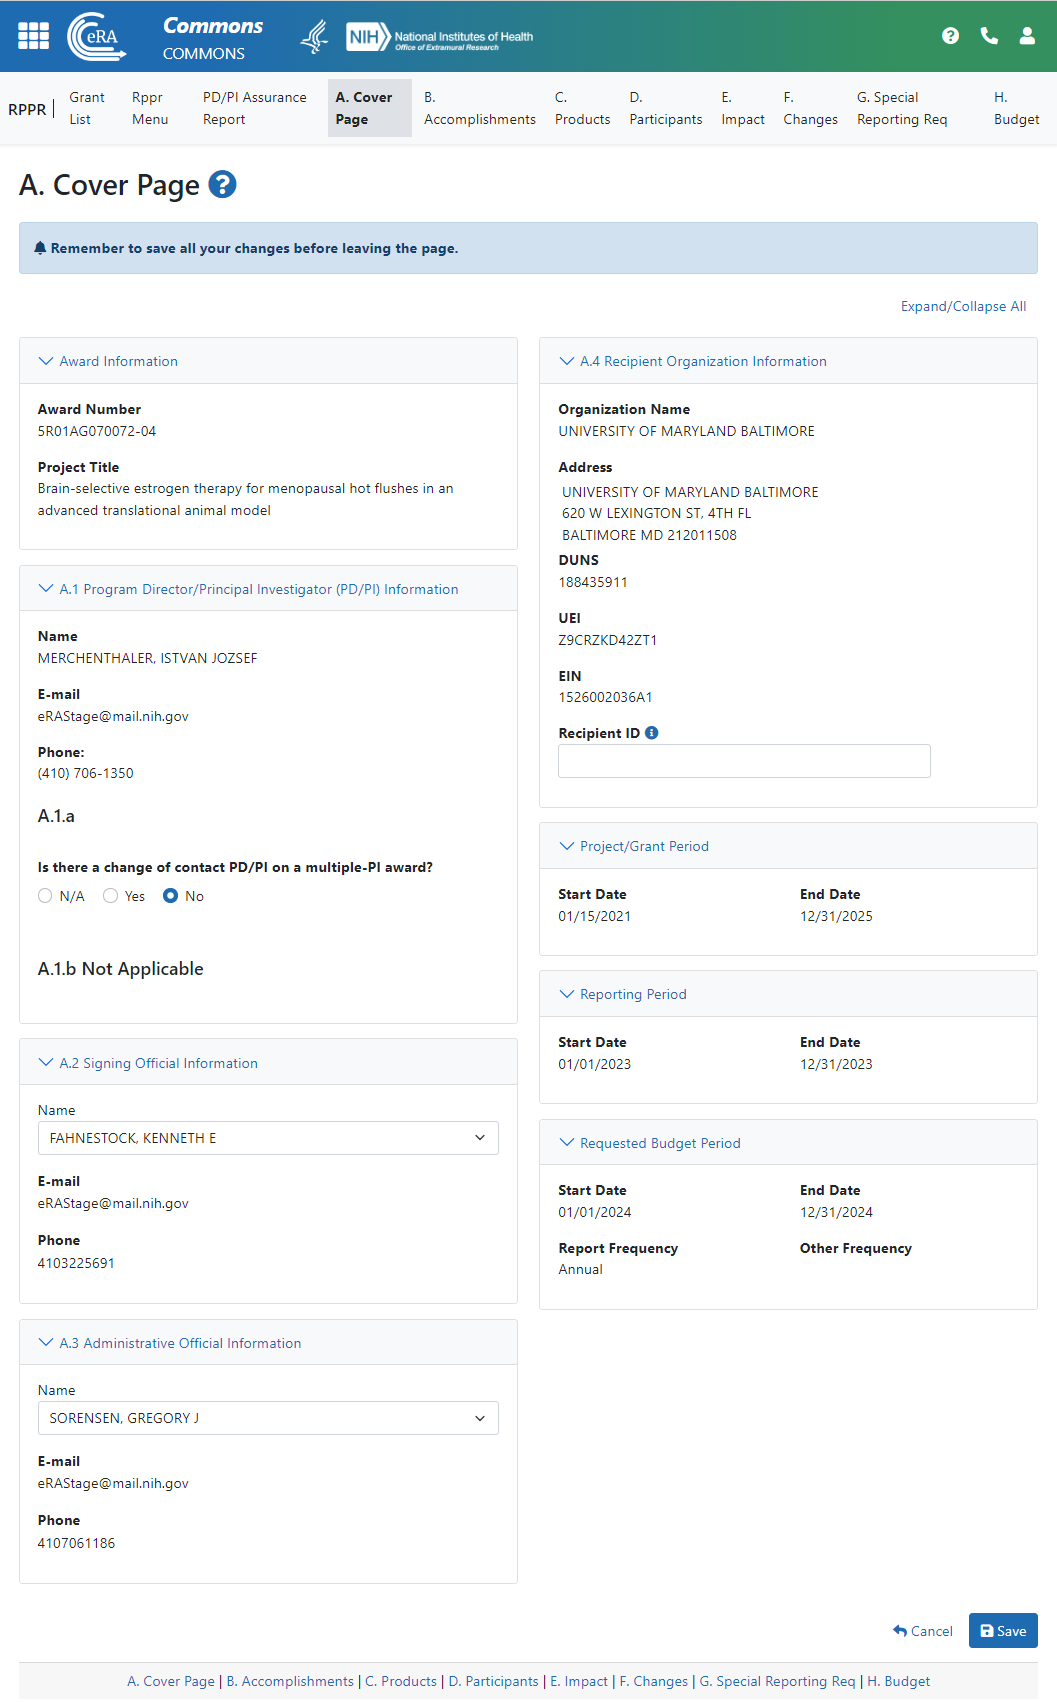 eRA
Commons
COMMONS
NIH National Institutes of Health
Office of Extramural Research
RPPR
Grant List
Rppr Menu
PD/PI Assurance Report
A. Cover Page
B. Accomplishments
C. Products
D. Participants
E. Impact
F. Changes
G. Special Reporting Req
H. Budget
A. Cover Page
Remember to save all your changes before leaving the page.
Expand/Collapse All
Award Information
Award Number
5R01AG070072-04
Project Title
Brain-selective estrogen therapy for menopausal hot flushes in an
advanced translational animal model
A.1 Program Director/Principal Investigator (PD/PI) Information
Name
MERCHENTHALER, ISTVAN JOZSEF
E-mail
eRAStage@mail.nih.gov
Phone:
(410) 706-1350
A.1.a
Is there a change of contact PD/PI on a multiple-PI award?
N/A Yes No
A.1.b Not Applicable
A.2 Signing Official Information
Name
FAHNESTOCK, KENNETH E
E-mail
eRAStage@mail.nih.gov
Phone
4103225691
A.3 Administrative Official Information
Name
SORENSEN, GREGORY J
E-mail
eRAStage@mail.nih.gov
Phone
4107061186
A.4 Recipient Organization Information
Organization Name
UNIVERSITY OF MARYLAND BALTIMORE
Address
UNIVERSITY OF MARYLAND BALTIMORE
620 W LEXINGTON ST, 4TH FL
BALTIMORE MD 212011508
DUNS
188435911
UEI
Z9CRZKD42ZT1
EIN
1526002036A1
Recipient ID
Project/Grant Period
Start Date End Date
01/15/2021 12/31/2025
Reporting Period
Start Date End Date
01/01/2023 12/31/2023
Requested Budget Period
Start Date End Date
01/01/2024 12/31/2024
Report Frequency Other Frequency
Annual
Cancel Save
A. Cover Page | B. Accomplishments | C. Products | D. Participants | E. Impact | F. Changes | G. Special Reporting Req | H. Budget